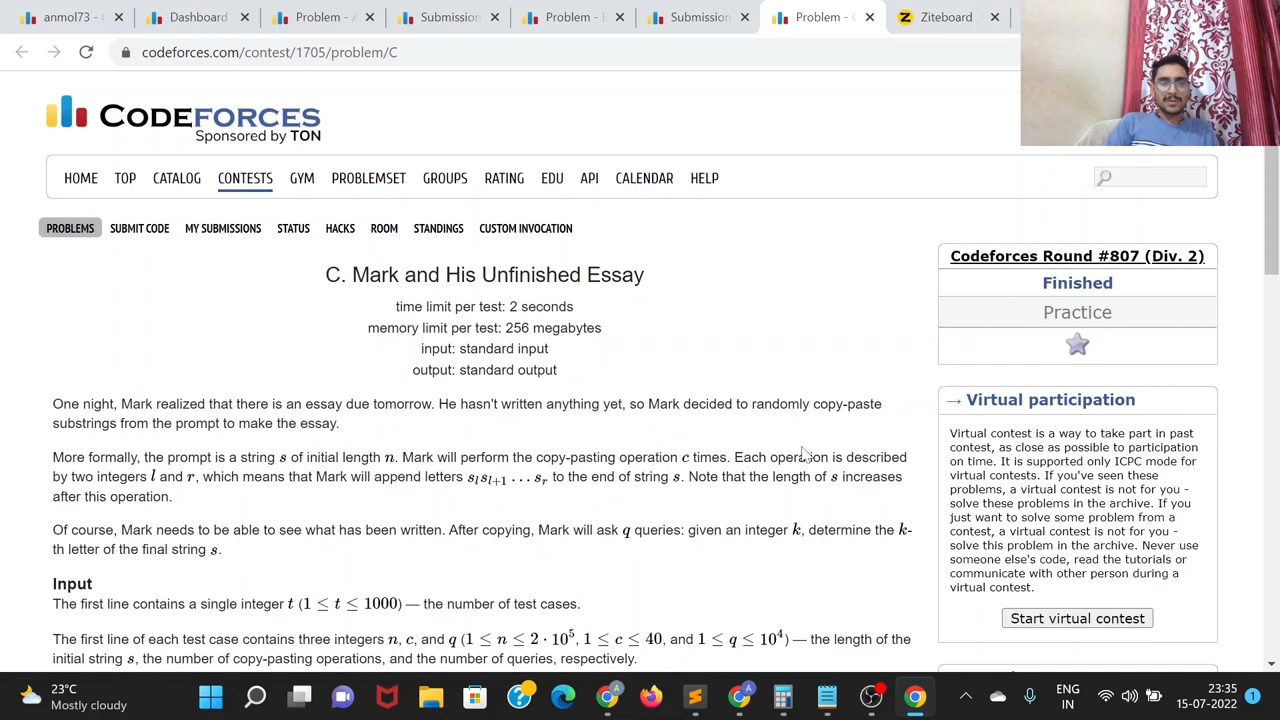 anmol73 - C
Dashboard
Problem - A
Submission
Problem - B
Submission
Problem - C
Ziteboard
codeforces.com/contest/1705/problem/C
CODEFORCES
Sponsored by TON
HOME TOP CATALOG CONTESTS GYM PROBLEMSET GROUPS RATING EDU API CALENDAR HELP
PROBLEMS SUBMIT CODE MY SUBMISSIONS STATUS HACKS ROOM STANDINGS CUSTOM INVOCATION
C. Mark and His Unfinished Essay
time limit per test: 2 seconds
memory limit per test: 256 megabytes
input: standard input
output: standard output
One night, Mark realized that there is an essay due tomorrow. He hasn't written anything yet, so Mark decided to randomly copy-paste
substrings from the prompt to make the essay.
More formally, the prompt is a string s of initial length n. Mark will perform the copy-pasting operation c times. Each operation is described
by two integers l and r, which means that Mark will append letters s_l s_{l+1} … s_r to the end of string s. Note that the length of s increases
after this operation.
Of course, Mark needs to be able to see what has been written. After copying, Mark will ask q queries: given an integer k, determine the k-
th letter of the final string s.
Input
The first line contains a single integer t (1 ≤ t ≤ 1000) — the number of test cases.
The first line of each test case contains three integers n, c, and q (1 ≤ n ≤ 2 · 10^5, 1 ≤ c ≤ 40, and 1 ≤ q ≤ 10^4) — the length of the
initial string s, the number of copy-pasting operations, and the number of queries, respectively.
Codeforces Round #807 (Div. 2)
Finished
Practice
→ Virtual participation
Virtual contest is a way to take part in past
contest, as close as possible to participation
on time. It is supported only ICPC mode for
virtual contests. If you've seen these
problems, a virtual contest is not for you -
solve these problems in the archive. If you
just want to solve some problem from a
contest, a virtual contest is not for you -
solve this problem in the archive. Never use
someone else's code, read the tutorials or
communicate with other person during a
virtual contest.
Start virtual contest
23°C
Mostly cloudy
ENG
IN
23:35
15-07-2022
1